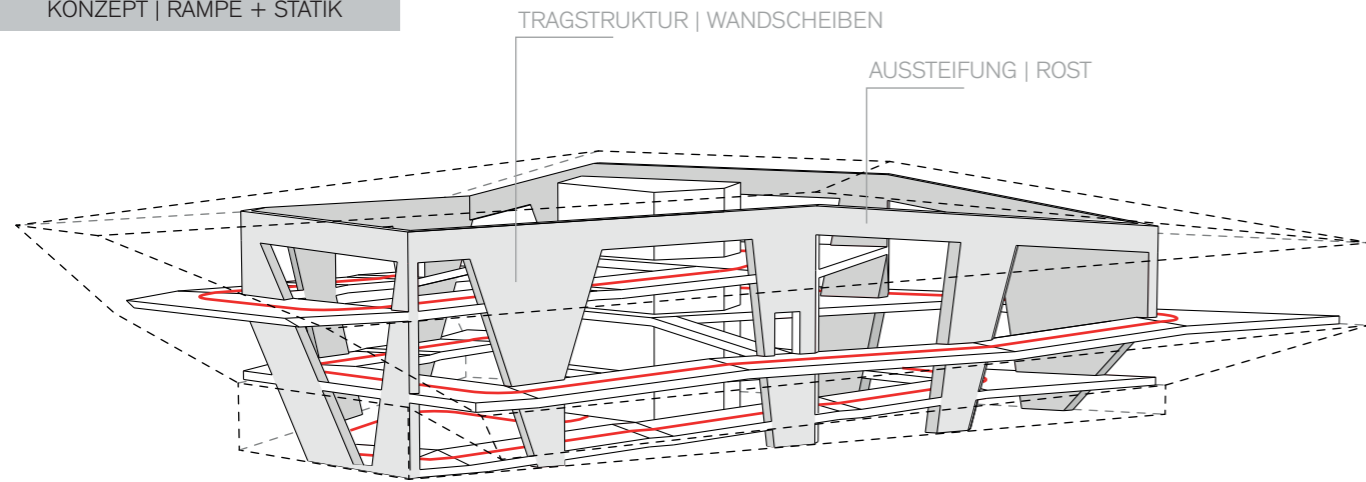 KONZEPT | RAMPE + STATIK
TRAGSTRUKTUR | WANDSCHEIBEN
AUSSTEIFUNG | ROST